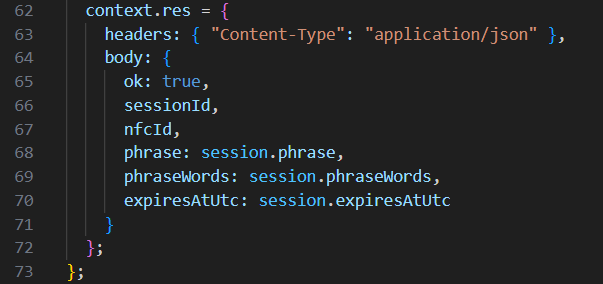 62 context.res = {
63 headers: { "Content-Type": "application/json" },
64 body: {
65 ok: true,
66 sessionId,
67 nfcId,
68 phrase: session.phrase,
69 phraseWords: session.phraseWords,
70 expiresAtUtc: session.expiresAtUtc
71 }
72 };
73 };